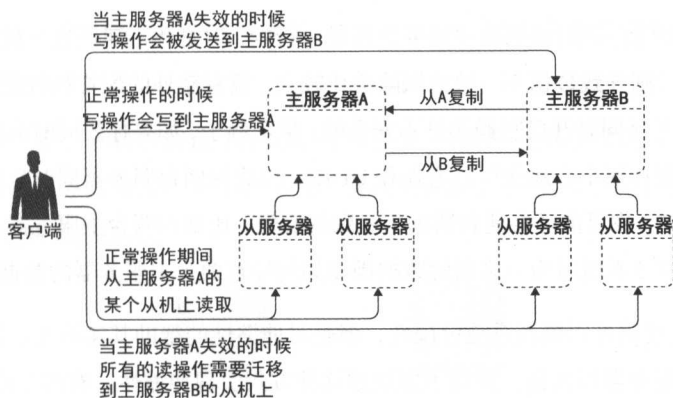 当主服务器A失效的时候
写操作会被发送到主服务器B
正常操作的时候
写操作会写到主服务器A
主服务器A
从A复制
主服务器B
从B复制
客户端
从服务器
从服务器
从服务器
从服务器
正常操作期间
从主服务器A的
某个从机上读取
当主服务器A失效的时候
所有的读操作需要迁移
到主服务器B的从机上